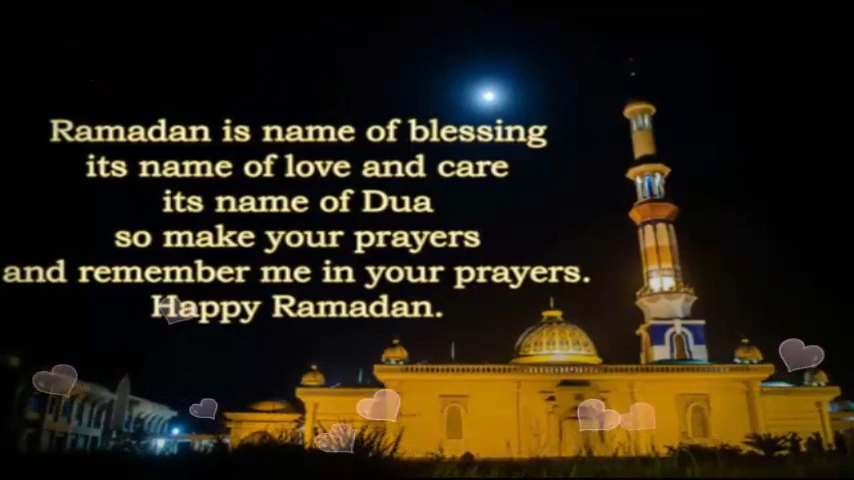 Ramadan is name of blessing
its name of love and care
its name of Dua
so make your prayers
and remember me in your prayers.
Happy Ramadan.